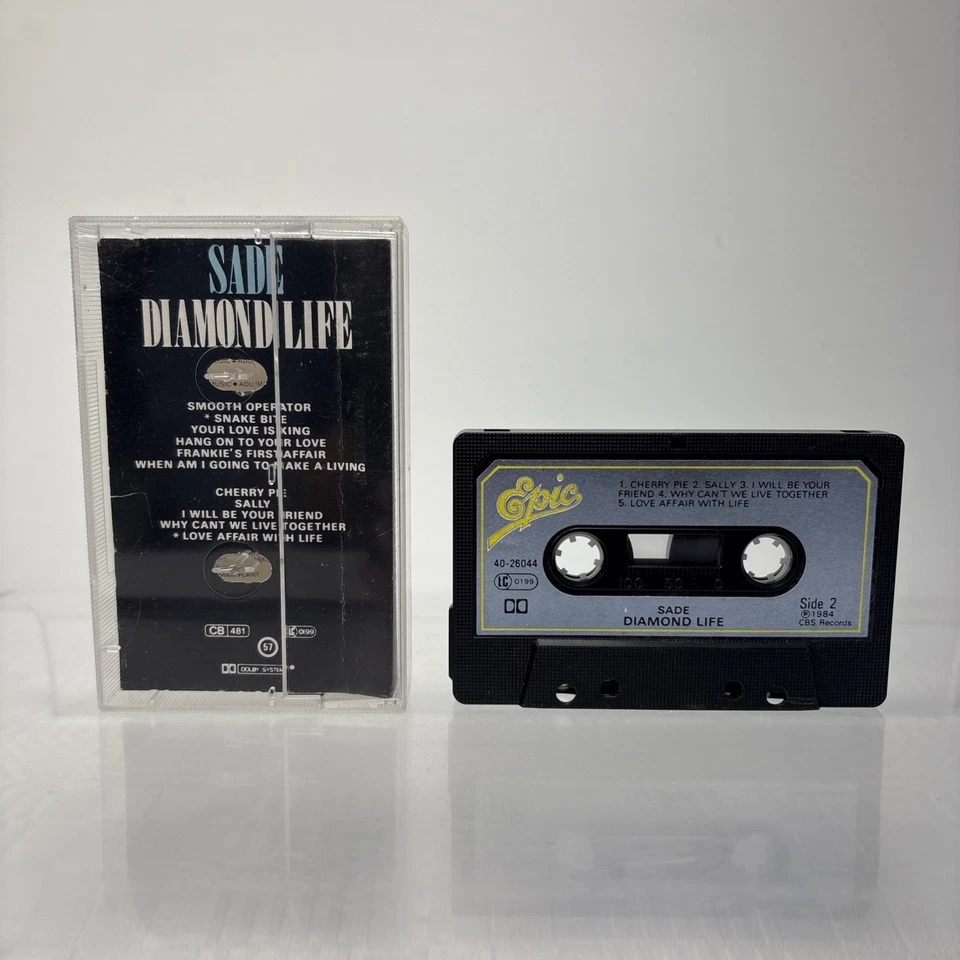 SADE
DIAMOND LIFE
SMOOTH OPERATOR
* SNAKE BITE
YOUR LOVE IS KING
HANG ON TO YOUR LOVE
FRANKIE'S FIRST AFFAIR
WHEN AM I GOING TO MAKE A LIVING
CHERRY PIE
SALLY
I WILL BE YOUR FRIEND
WHY CANT WE LIVE TOGETHER
* LOVE AFFAIR WITH LIFE
PLANT
CB 481
LC 0199
57
DOLBY SYSTEM
Epic
1. CHERRY PIE 2. SALLY 3. I WILL BE YOUR
FRIEND 4. WHY CAN'T WE LIVE TOGETHER
5. LOVE AFFAIR WITH LIFE
40-26044
LC 0199
100 50 0
SADE
DIAMOND LIFE
Side 2
℗ 1984
CBS Records